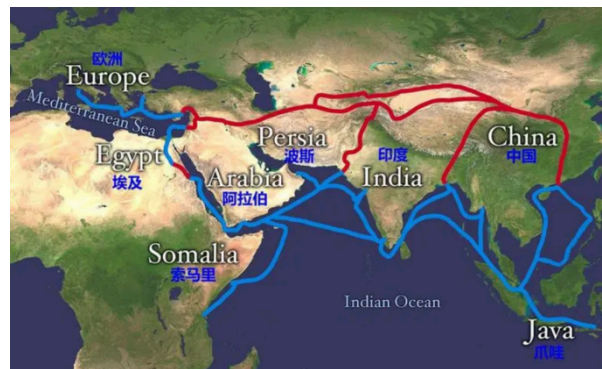 欧洲
Europe
Mediterranean Sea
Egypt
埃及
Persia
波斯
Arabia
阿拉伯
印度
India
China
中国
Somalia
索马里
Indian Ocean
Java
爪哇